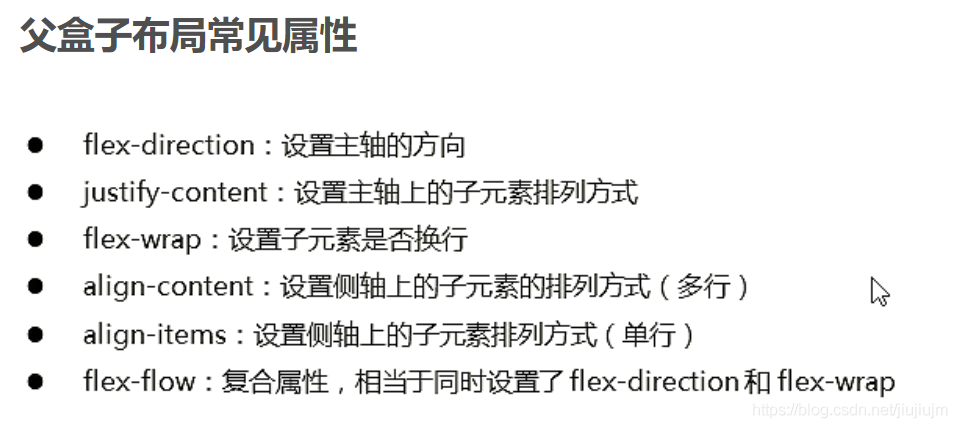 父盒子布局常见属性
● flex-direction：设置主轴的方向
● justify-content：设置主轴上的子元素排列方式
● flex-wrap：设置子元素是否换行
● align-content：设置侧轴上的子元素的排列方式（多行）
● align-items：设置侧轴上的子元素排列方式（单行）
● flex-flow：复合属性，相当于同时设置了 flex-direction 和 flex-wrap
https://blog.csdn.net/jiujiujm